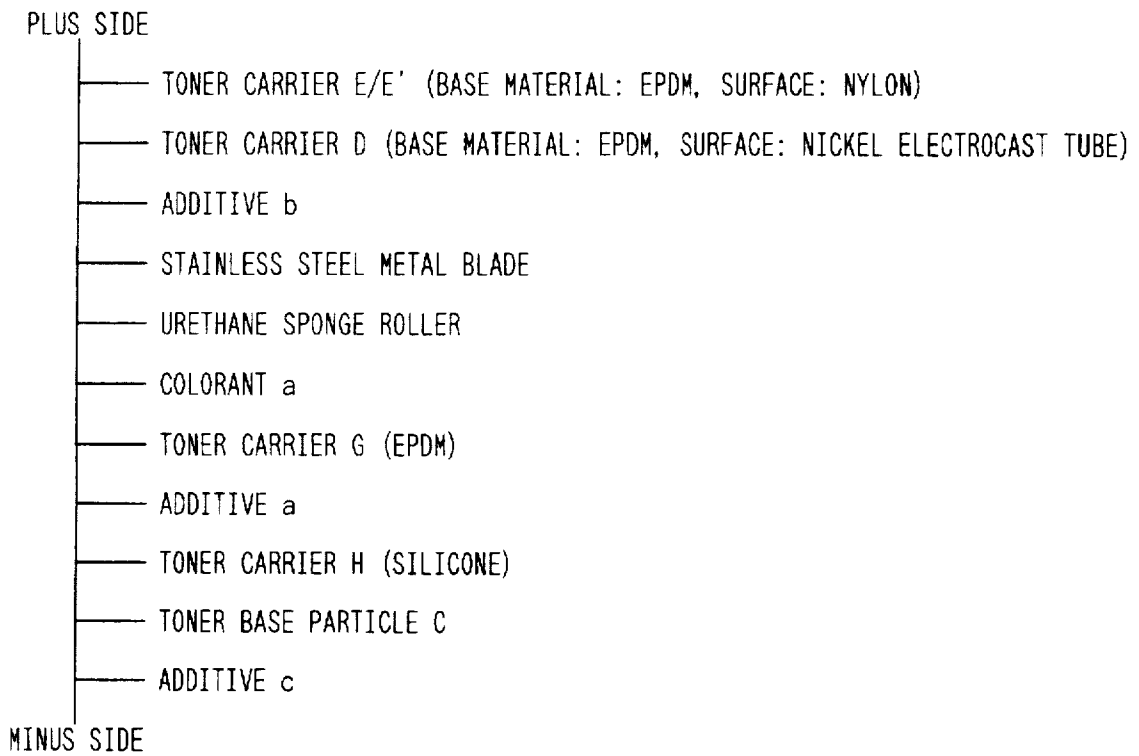 PLUS SIDE
TONER CARRIER E/E' (BASE MATERIAL: EPDM, SURFACE: NYLON)
TONER CARRIER D (BASE MATERIAL: EPDM, SURFACE: NICKEL ELECTROCAST TUBE)
ADDITIVE b
STAINLESS STEEL METAL BLADE
URETHANE SPONGE ROLLER
COLORANT a
TONER CARRIER G (EPDM)
ADDITIVE a
TONER CARRIER H (SILICONE)
TONER BASE PARTICLE C
ADDITIVE c
MINUS SIDE